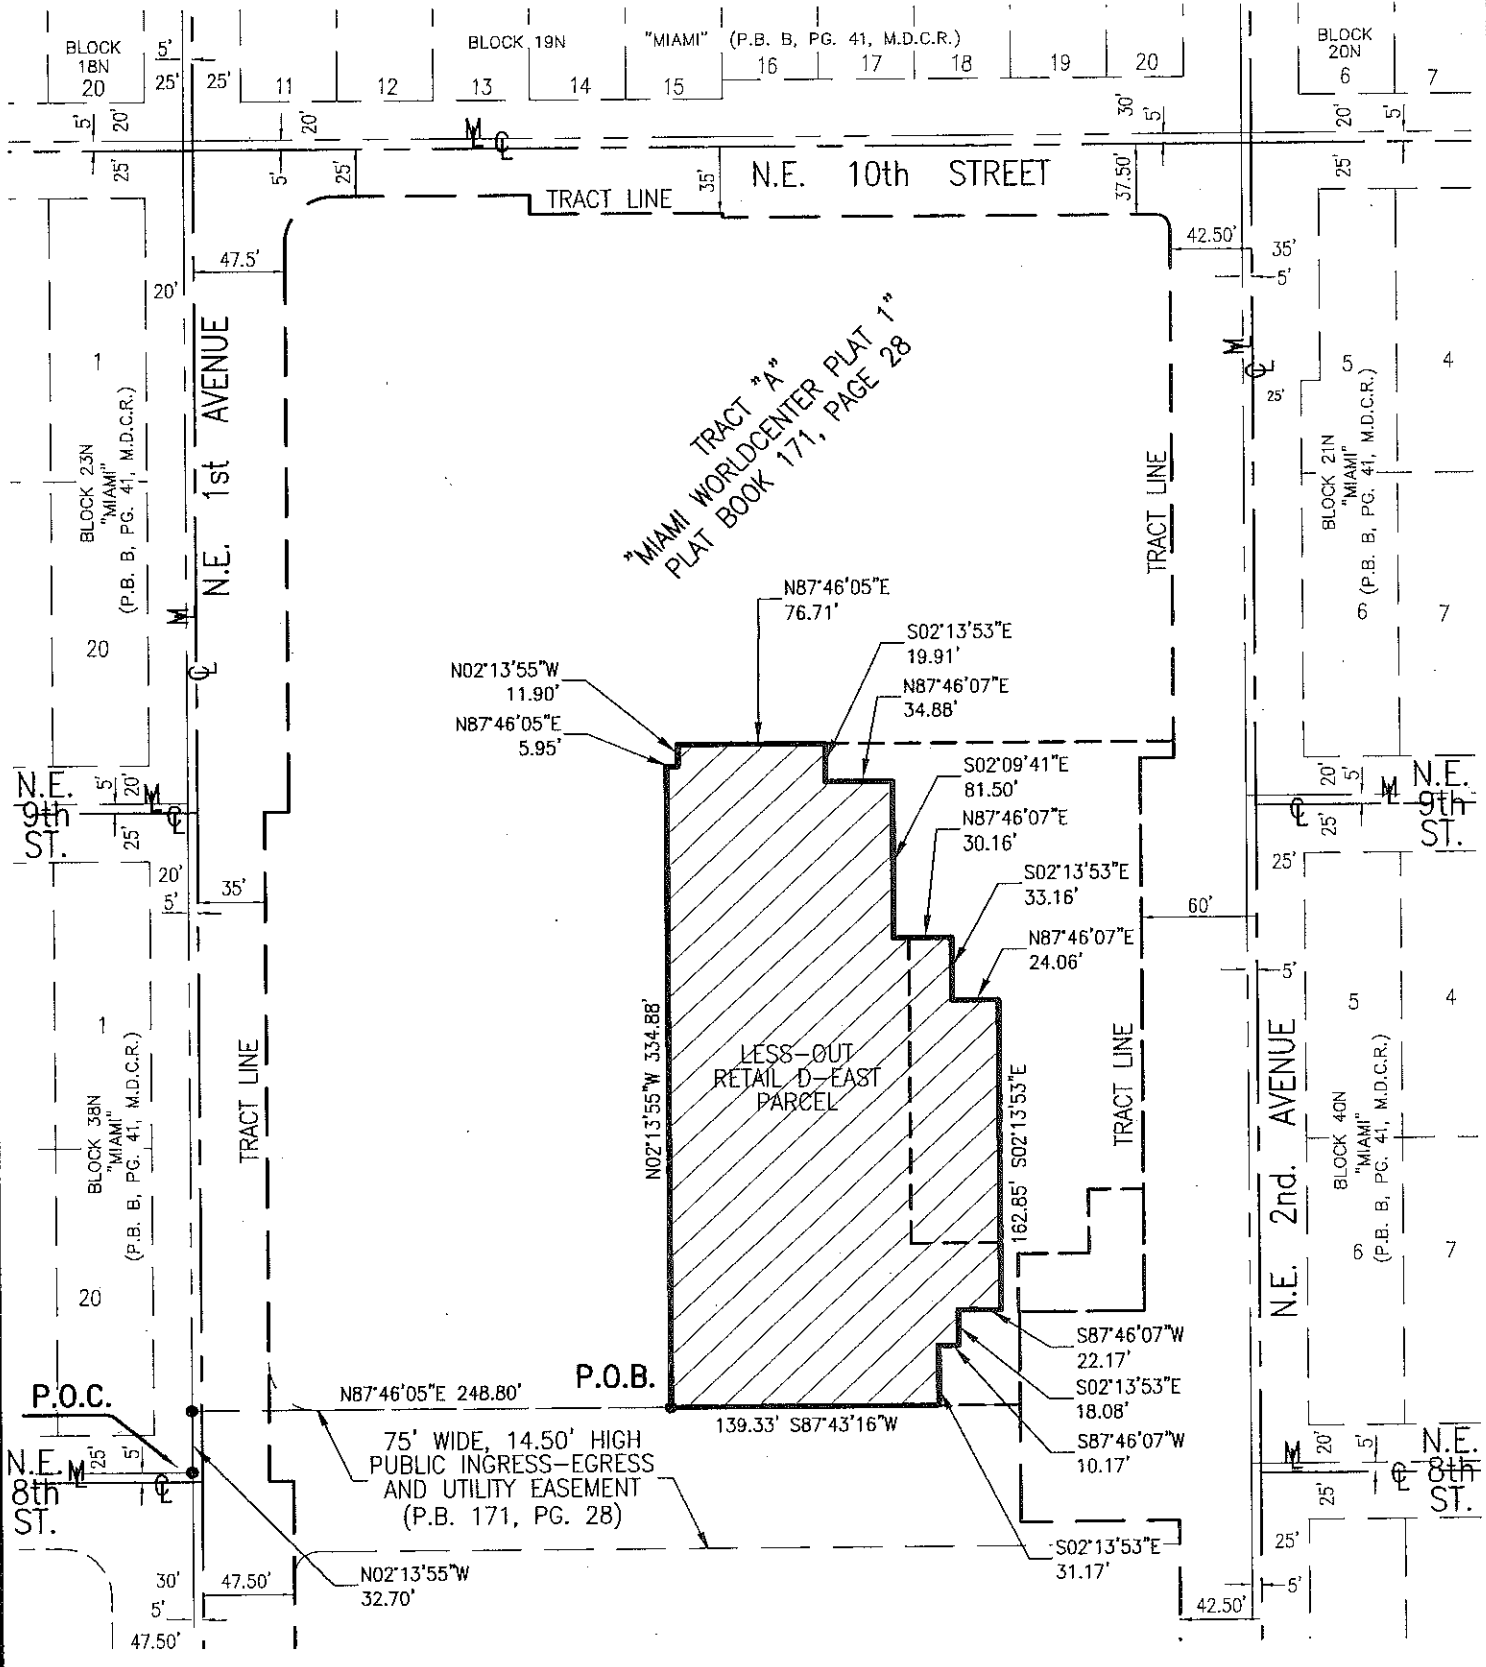 BLOCK
18N
20
5'
25'
25'
BLOCK 19N
"MIAMI"
(P.B. B, PG. 41, M.D.C.R.)
11
12
13
14
15
16
17
18
19
20
BLOCK
20N
6
7
5'
20'
25'
20'
5'
25'
M
CL
35'
N.E. 10th STREET
30'
5'
37.50'
20'
25'
5'
TRACT LINE
47.5'
20'
42.50'
35'
5'
1
BLOCK 23N
"MIAMI"
(P.B. B, PG. 41, M.D.C.R.)
20
N.E. 1st AVENUE
M
CL
TRACT "A"
"MIAMI WORLDCENTER PLAT 1"
PLAT BOOK 171, PAGE 28
TRACT LINE
M
CL
25'
5
4
BLOCK 21N
"MIAMI"
(P.B. B, PG. 41, M.D.C.R.)
6
7
N87°46'05"E
76.71'
S02°13'53"E
19.91'
N02°13'55"W
11.90'
N87°46'07"E
34.88'
N87°46'05"E
5.95'
S02°09'41"E
81.50'
N87°46'07"E
30.16'
S02°13'53"E
33.16'
N87°46'07"E
24.06'
N.E.
9th
ST.
5'
20'
25'
M
CL
20'
5'
35'
60'
20'
5'
25'
M
CL
N.E.
9th
ST.
25'
5'
1
BLOCK 38N
"MIAMI"
(P.B. B, PG. 41, M.D.C.R.)
20
TRACT LINE
N02°13'55"W 334.88'
LESS-OUT
RETAIL D-EAST
PARCEL
162.85' S02°13'53"E
TRACT LINE
N.E. 2nd. AVENUE
5
4
BLOCK 40N
"MIAMI"
(P.B. B, PG. 41, M.D.C.R.)
6
7
S87°46'07"W
22.17'
S02°13'53"E
18.08'
S87°46'07"W
10.17'
P.O.C.
N87°46'05"E 248.80'
P.O.B.
139.33' S87°43'16"W
75' WIDE, 14.50' HIGH
PUBLIC INGRESS-EGRESS
AND UTILITY EASEMENT
(P.B. 171, PG. 28)
N.E.
8th
ST.
M
25'
5'
CL
M
20'
5'
25'
CL
N.E.
8th
ST.
S02°13'53"E
31.17'
N02°13'55"W
32.70'
30'
5'
47.50'
47.50'
25'
5'
42.50'